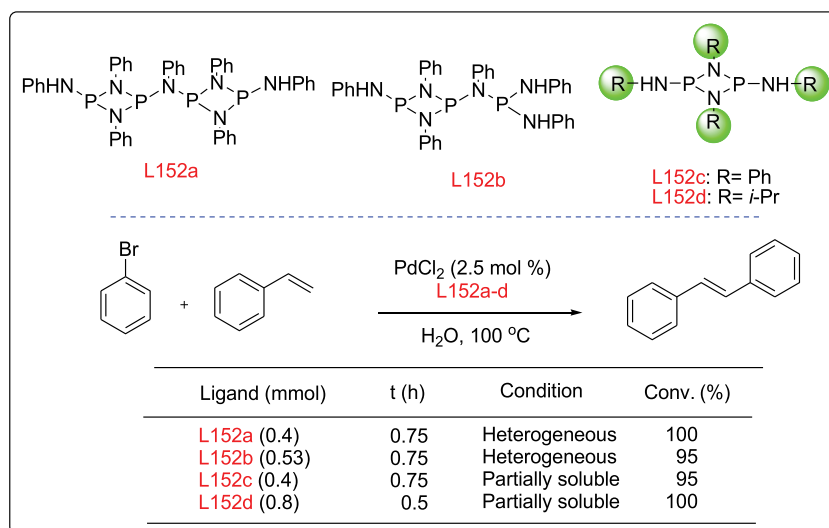 Ph Ph Ph Ph
PhHN N N N NHPh
P P P P
N N
Ph Ph
L152a
Ph Ph
PhHN N N NHPh
P P P
N NHPh
Ph
L152b
R
N
R HN P P NH R
N
R
L152c: R= Ph
L152d: R= i-Pr
Br
+
PdCl2 (2.5 mol %)
L152a-d
H2O, 100 oC
Ligand (mmol) t (h) Condition Conv. (%)
L152a (0.4) 0.75 Heterogeneous 100
L152b (0.53) 0.75 Heterogeneous 95
L152c (0.4) 0.75 Partially soluble 95
L152d (0.8) 0.5 Partially soluble 100